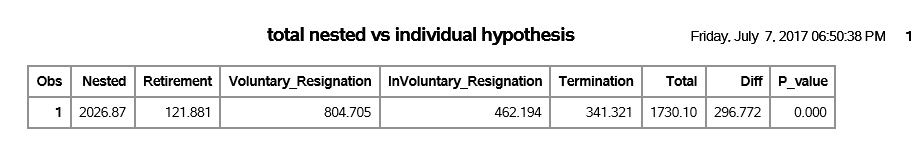 total nested vs individual hypothesis Friday, July 7, 2017 06:50:38 PM 1
Obs Nested Retirement Voluntary_Resignation InVoluntary_Resignation Termination Total Diff P_value
1 2026.87 121.881 804.705 462.194 341.321 1730.10 296.772 0.000